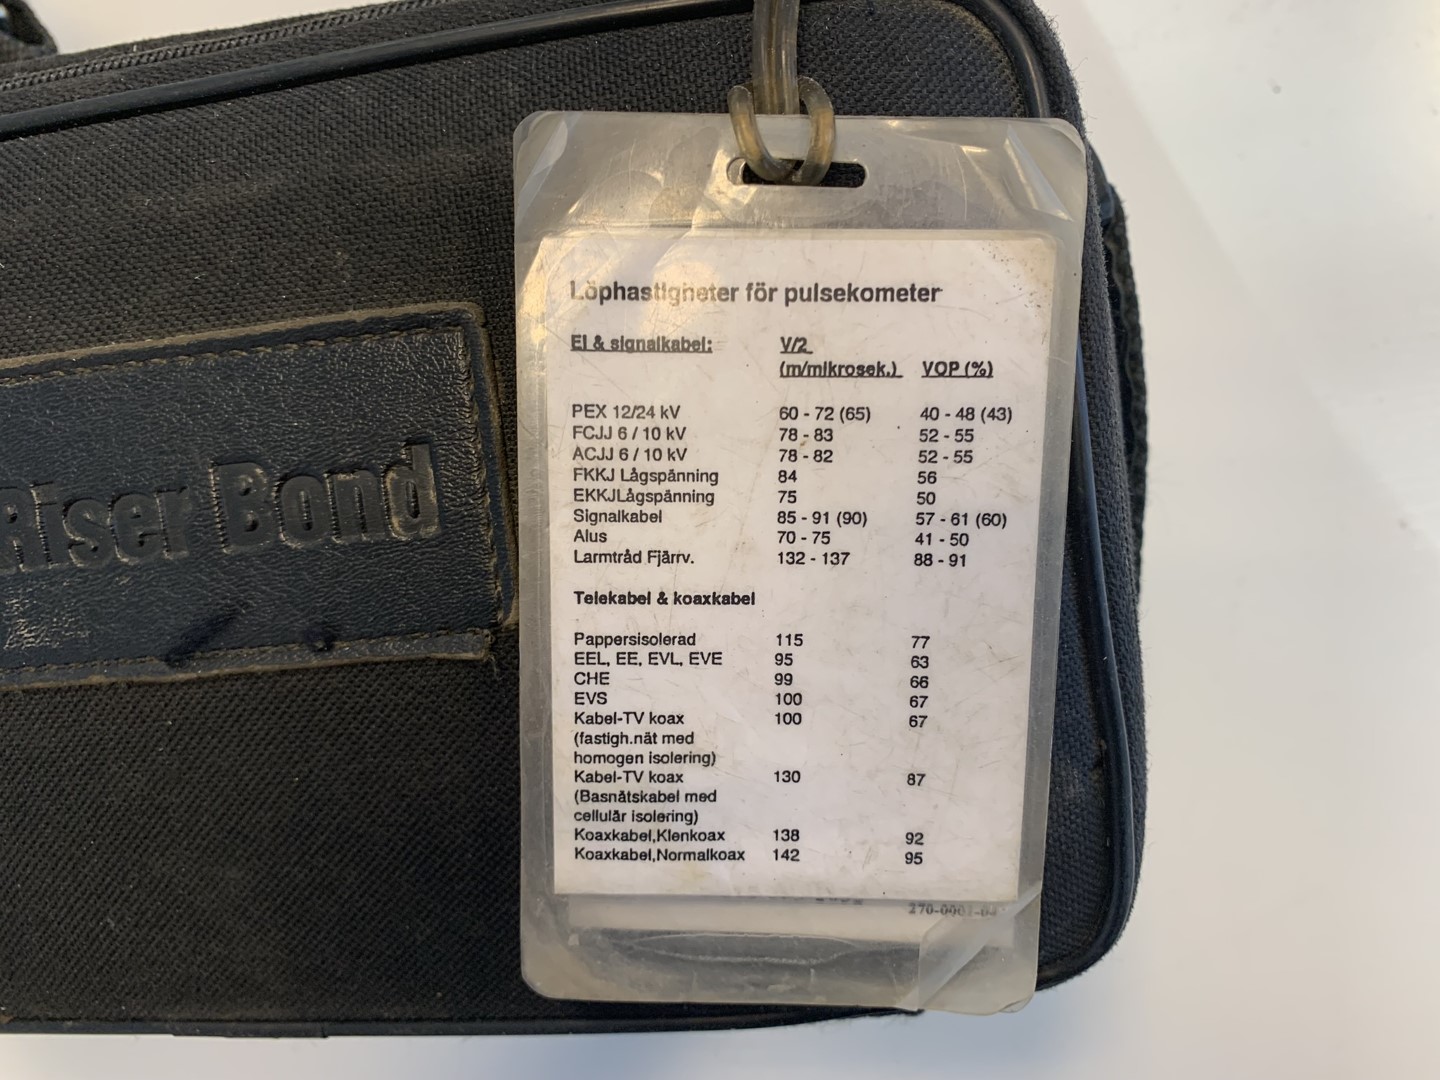 Riser Bond
Löphastigheter för pulsekometer
El & signalkabel: V/2
(m/mikrosek.) VOP (%)
PEX 12/24 kV 60 - 72 (65) 40 - 48 (43)
FCJJ 6 / 10 kV 78 - 83 52 - 55
ACJJ 6 / 10 kV 78 - 82 52 - 55
FKKJ Lågspänning 84 56
EKKJLågspänning 75 50
Signalkabel 85 - 91 (90) 57 - 61 (60)
Alus 70 - 75 41 - 50
Larmtråd Fjärrv. 132 - 137 88 - 91
Telekabel & koaxkabel
Pappersisolerad 115 77
EEL, EE, EVL, EVE 95 63
CHE 99 66
EVS 100 67
Kabel-TV koax 100 67
(fastigh.nät med
homogen isolering)
Kabel-TV koax 130 87
(Basnätskabel med
cellulär isolering)
Koaxkabel,Klenkoax 138 92
Koaxkabel,Normalkoax 142 95